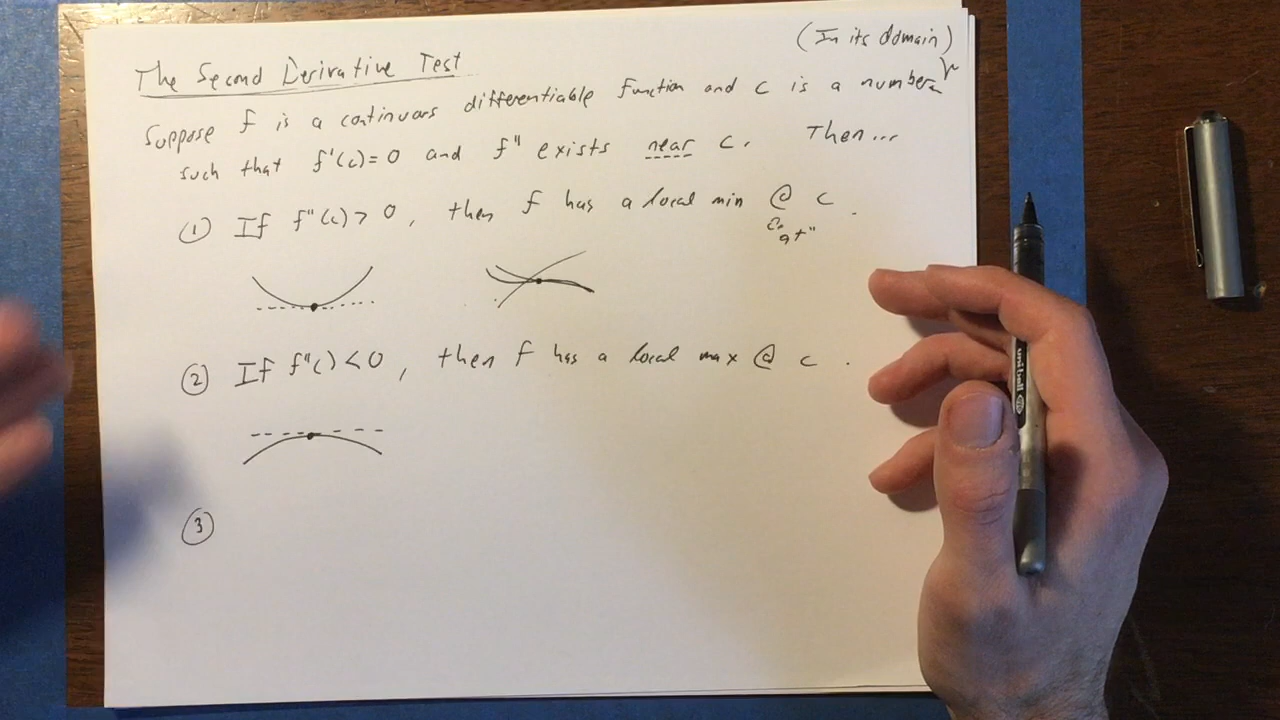 (In its domain)
The Second Derivative Test
Suppose f is a continuous differentiable function and c is a number
such that f'(c)=0 and f" exists near c. Then...
① If f"(c) > 0, then f has a local min @ c.
"at"
② If f"(c) < 0, then f has a local max @ c.
③
uniball